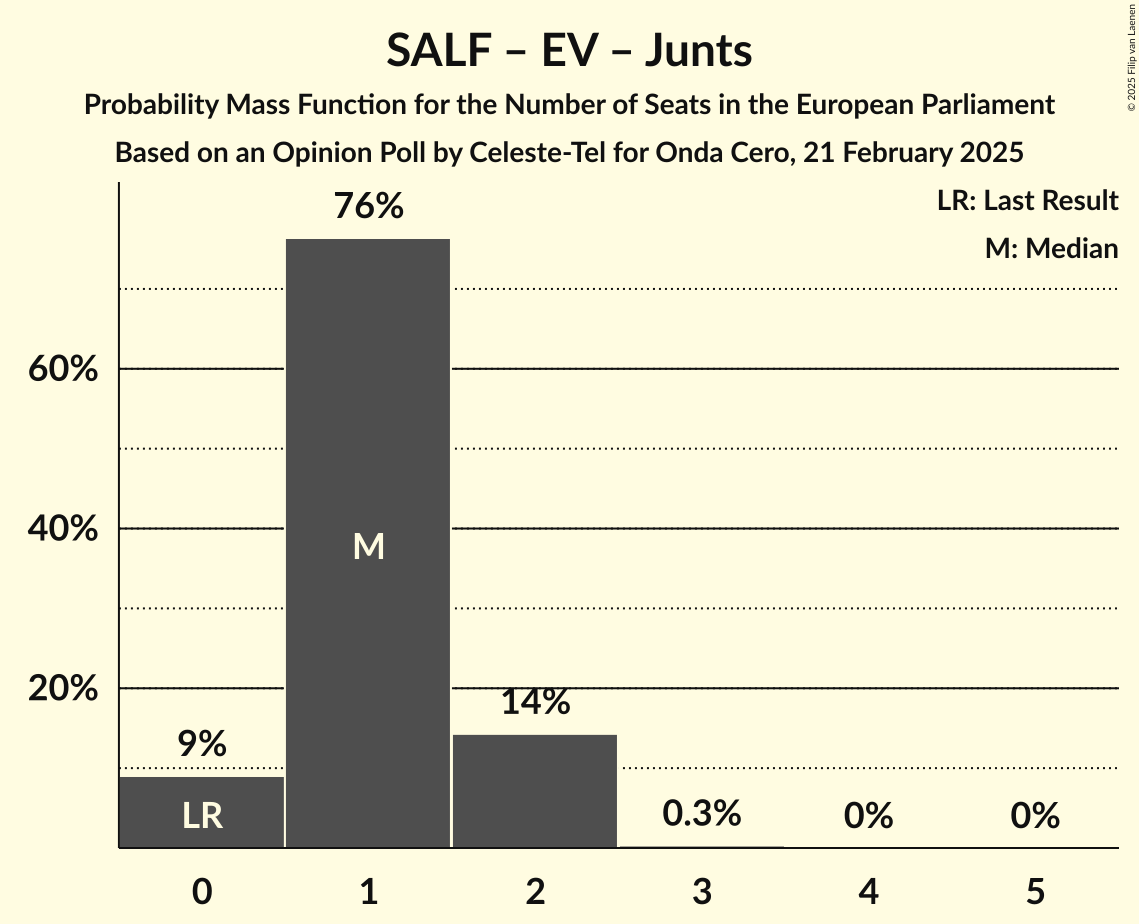 SALF – EV – Junts
Probability Mass Function for the Number of Seats in the European Parliament
Based on an Opinion Poll by Celeste-Tel for Onda Cero, 21 February 2025
© 2025 Filip van Laenen
LR: Last Result
M: Median
76%
60%
40%
M
20%
14%
9%
LR
0.3%
0%
0%
0
1
2
3
4
5